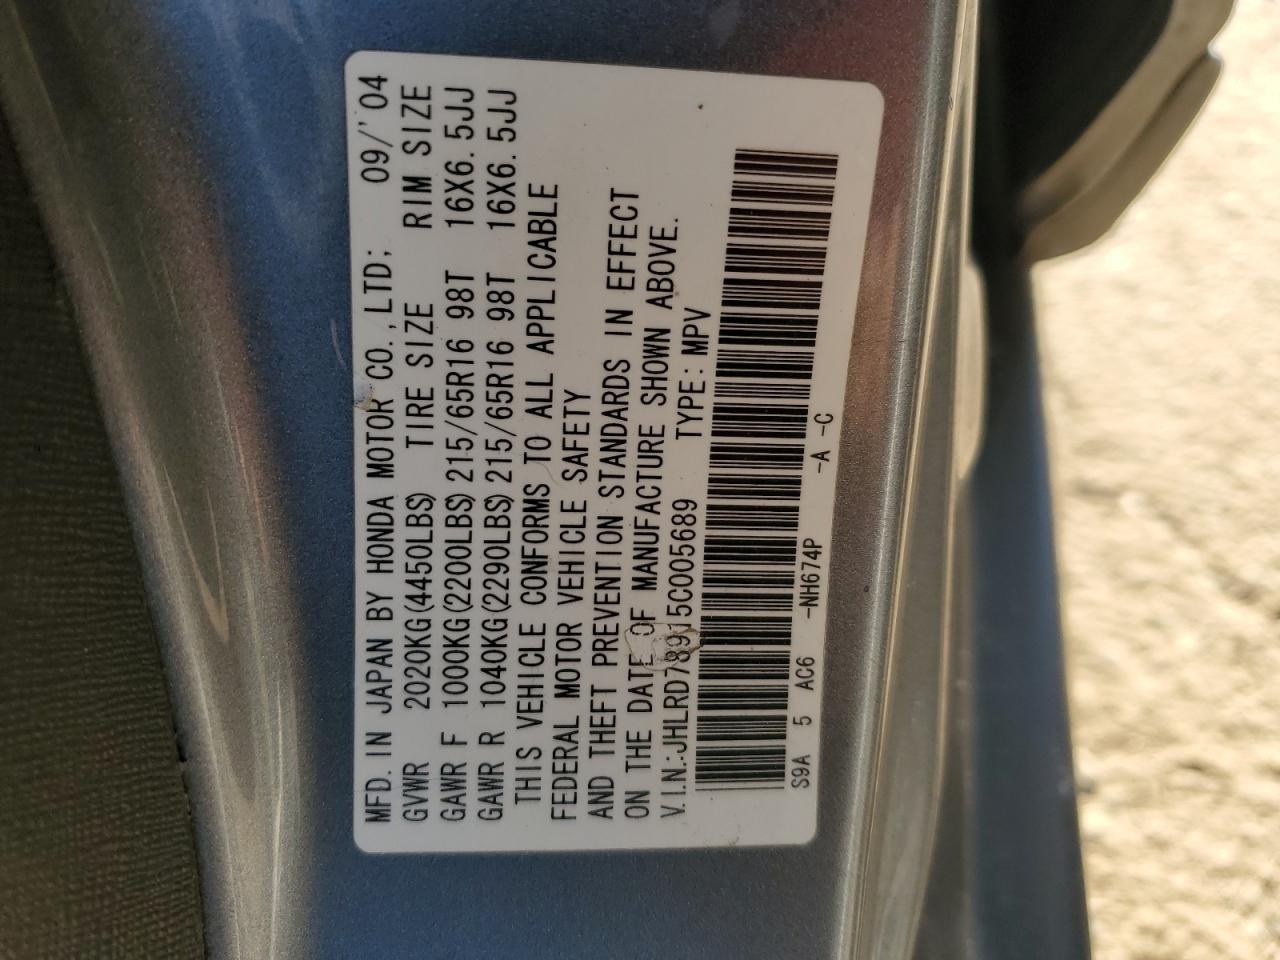 MFD. IN JAPAN BY HONDA MOTOR CO., LTD; 09/'04
GVWR 2020KG(4450LBS) TIRE SIZE RIM SIZE
GAWR F 1000KG(2200LBS) 215/65R16 98T 16X6. 5JJ
GAWR R 1040KG(2290LBS) 215/65R16 98T 16X6. 5JJ
THIS VEHICLE CONFORMS TO ALL APPLICABLE
FEDERAL MOTOR VEHICLE SAFETY
AND THEFT PREVENTION STANDARDS IN EFFECT
ON THE DATE OF MANUFACTURE SHOWN ABOVE.
V.I.N.: TYPE: MPV
S9A 5 AC6 -NH674P -A -C